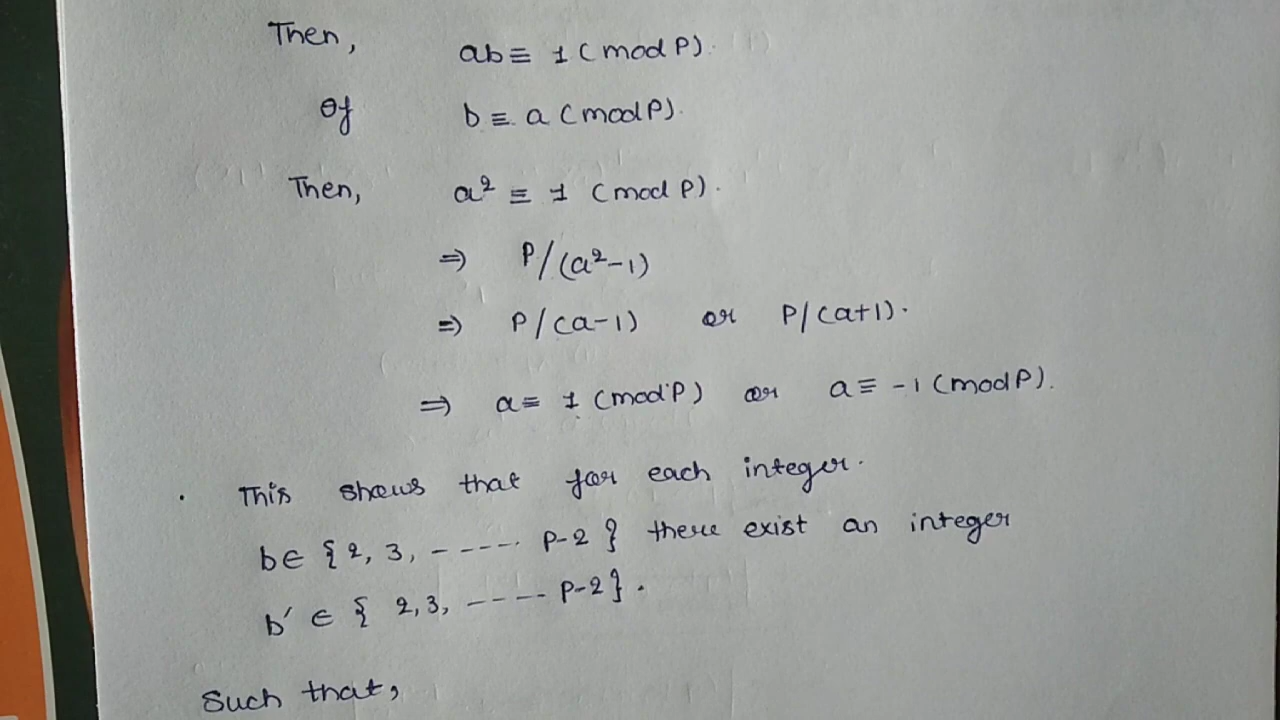 Then, ab ≡ 1 (mod P).
If b ≡ a (mod P).
Then, a² ≡ 1 (mod P).
⇒ P/(a²-1)
⇒ P/(a-1) or P/(a+1).
⇒ a ≡ 1 (mod P) or a ≡ -1 (mod P).
. This shows that for each integer.
b ∈ {2, 3, ----- P-2} there exist an integer
b' ∈ { 2,3, ---- P-2}.
Such that,